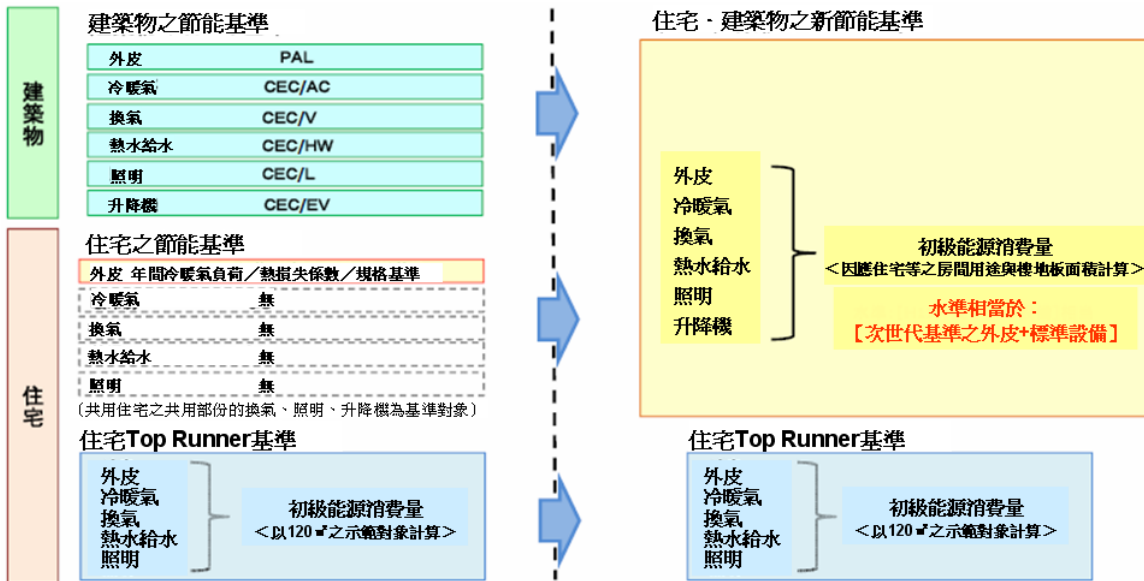 建築物之節能基準
建築物
外皮 PAL
冷暖氣 CEC/AC
換氣 CEC/V
熱水給水 CEC/HW
照明 CEC/L
升降機 CEC/EV
住宅之節能基準
住宅
外皮 年間冷暖氣負荷／熱損失係數／規格基準
冷暖氣 無
換氣 無
熱水給水 無
照明 無
（共用住宅之共用部份的換氣、照明、升降機為基準對象）
住宅Top Runner基準
外皮
冷暖氣
換氣
熱水給水
照明
初級能源消費量
＜以120㎡之示範對象計算＞
住宅．建築物之新節能基準
外皮
冷暖氣
換氣
熱水給水
照明
升降機
初級能源消費量
＜因應住宅等之房間用途與樓地板面積計算＞
水準相當於：
【次世代基準之外皮+標準設備】
住宅Top Runner基準
外皮
冷暖氣
換氣
熱水給水
照明
初級能源消費量
＜以120㎡之示範對象計算＞